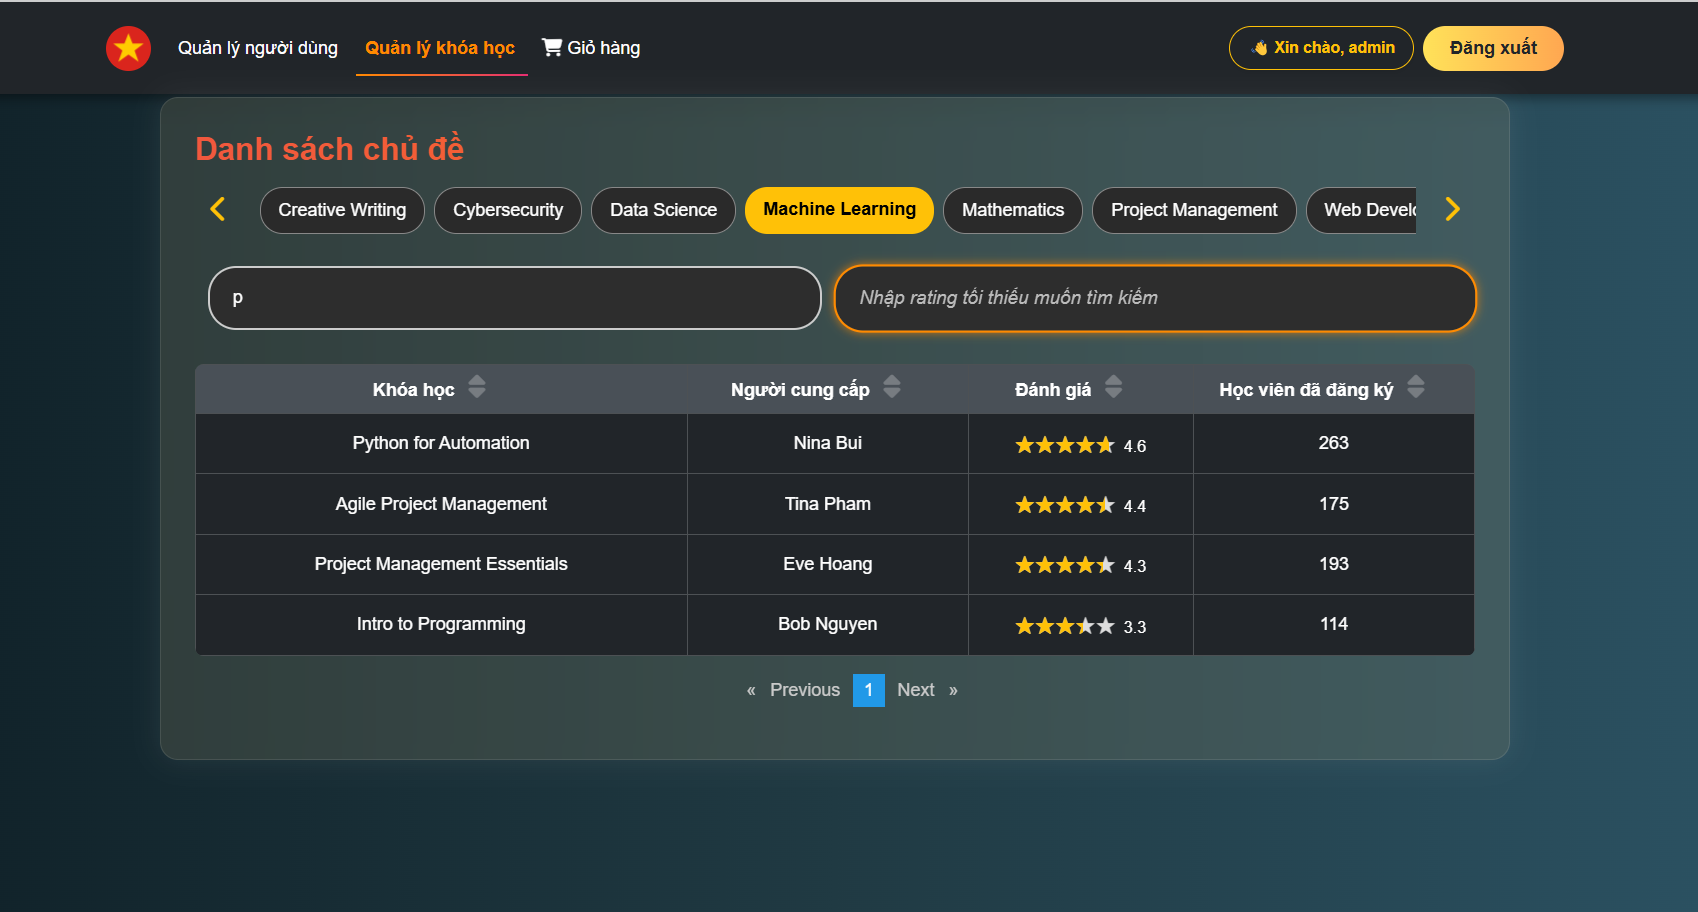 Quản lý người dùng Quản lý khóa học Giỏ hàng Xin chào, admin Đăng xuất
Danh sách chủ đề
Creative Writing Cybersecurity Data Science Machine Learning Mathematics Project Management Web Develo
p Nhập rating tối thiểu muốn tìm kiếm
Khóa học Người cung cấp Đánh giá Học viên đã đăng ký
Python for Automation Nina Bui 4.6 263
Agile Project Management Tina Pham 4.4 175
Project Management Essentials Eve Hoang 4.3 193
Intro to Programming Bob Nguyen 3.3 114
« Previous 1 Next »